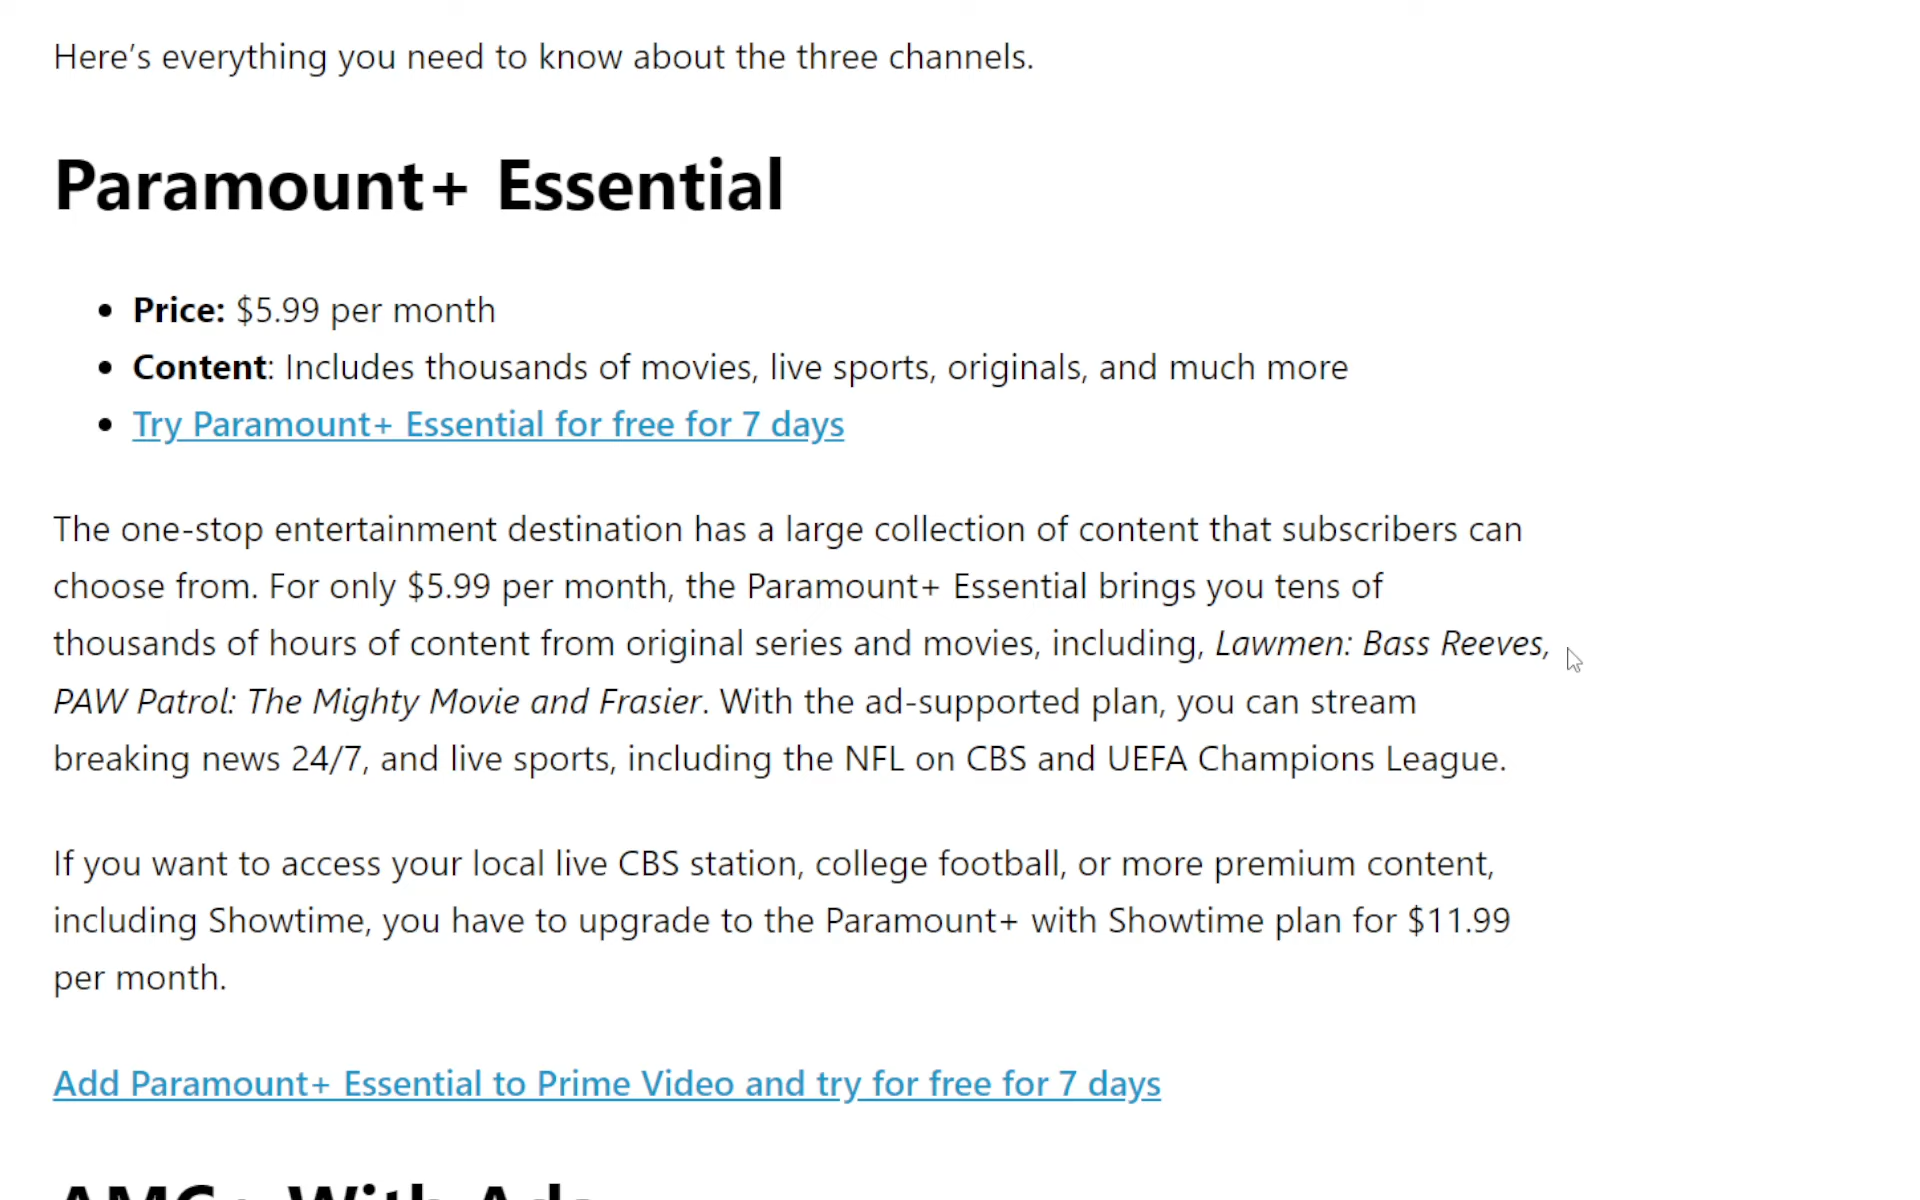 Here’s everything you need to know about the three channels.
Paramount+ Essential
• Price: $5.99 per month
• Content: Includes thousands of movies, live sports, originals, and much more
• Try Paramount+ Essential for free for 7 days
The one-stop entertainment destination has a large collection of content that subscribers can
choose from. For only $5.99 per month, the Paramount+ Essential brings you tens of
thousands of hours of content from original series and movies, including, Lawmen: Bass Reeves,
PAW Patrol: The Mighty Movie and Frasier. With the ad-supported plan, you can stream
breaking news 24/7, and live sports, including the NFL on CBS and UEFA Champions League.
If you want to access your local live CBS station, college football, or more premium content,
including Showtime, you have to upgrade to the Paramount+ with Showtime plan for $11.99
per month.
Add Paramount+ Essential to Prime Video and try for free for 7 days
AMC+ With Ads